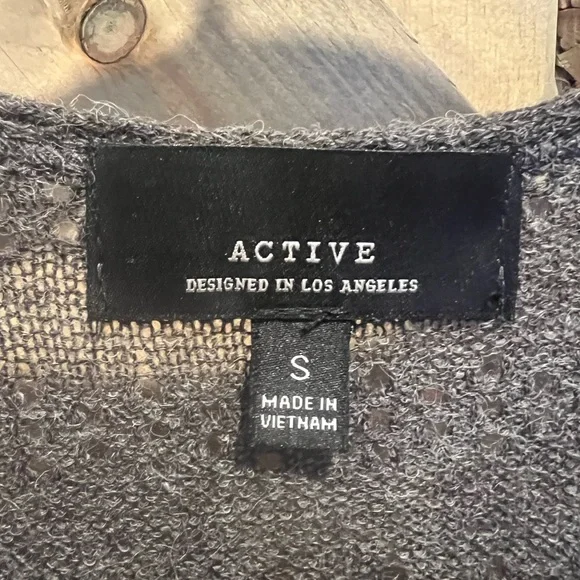 ACTIVE
DESIGNED IN LOS ANGELES
S
MADE IN
VIETNAM